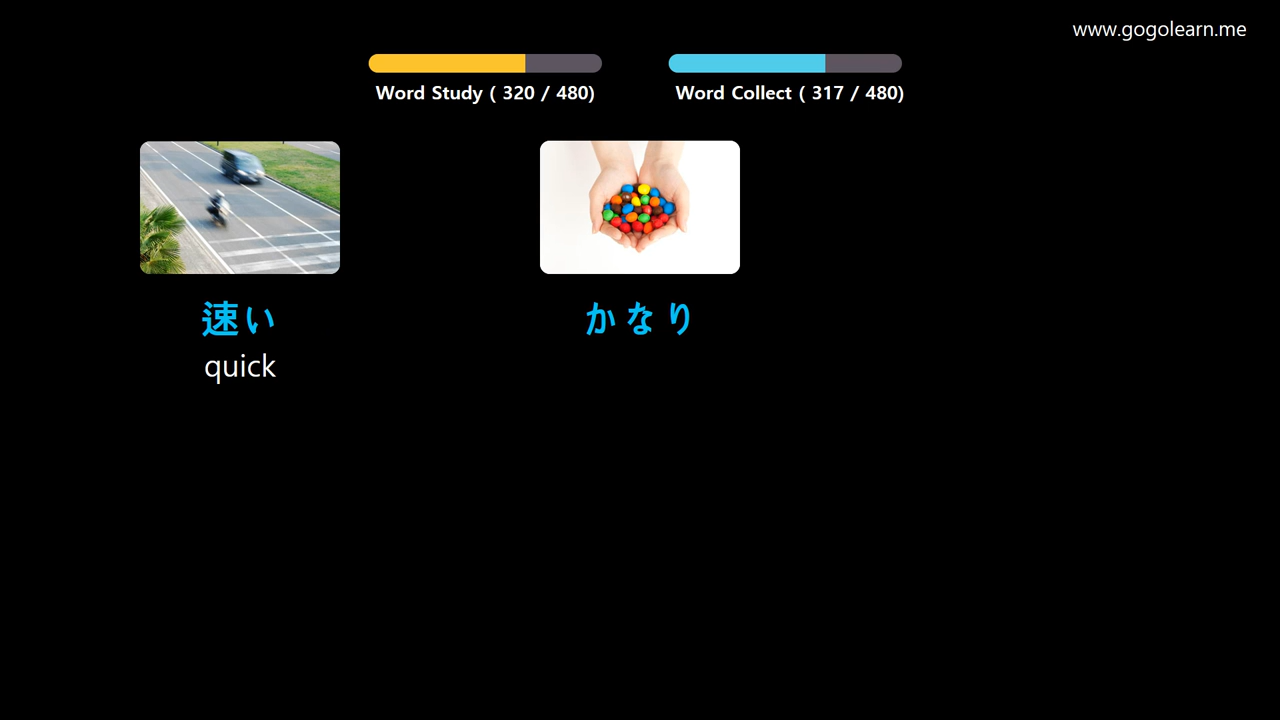 www.gogolearn.me
Word Study ( 320 / 480)
Word Collect ( 317 / 480)
速い
quick
かなり